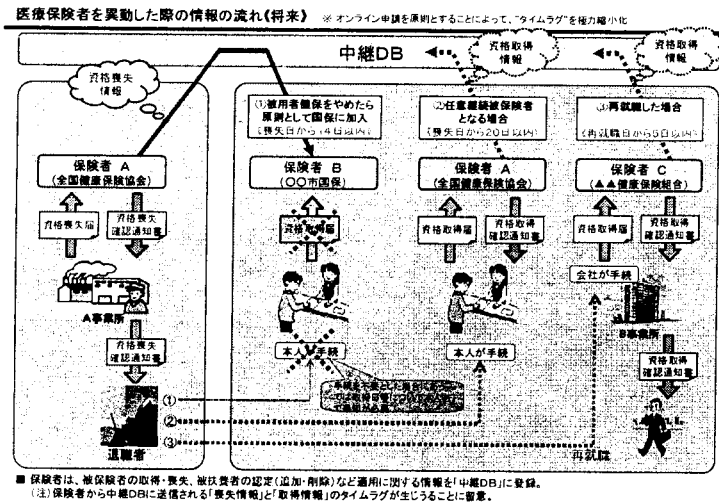 医療保険者を異動した際の情報の流れ《将来》 ※ オンライン申請を原則とすることによって、"タイムラグ"を極力縮小化
中継DB
資格喪失
情報
資格取得
情報
資格取得
情報
(1)被用者健保をやめたら
原則として国保に加入
(喪失日から14日以内)
(2)任意継続被保険者
となる場合
(喪失日から20日以内)
(3)再就職した場合
(再就職日から5日以内)
保険者 A
(全国健康保険協会)
保険者 B
(〇〇市国保)
保険者 A
(全国健康保険協会)
保険者 C
(▲▲健康保険組合)
資格喪失届
資格喪失
確認通知書
資格取得届
資格取得届
資格取得
確認通知書
資格取得届
資格取得
確認通知書
会社が手続
A事業所
B事業所
資格喪失
確認通知書
本人が手続
本人が手続
資格取得
確認通知書
退職者
(1)
(2)
(3)
再就職
■ 保険者は、被保険者の取得・喪失、被扶養者の認定(追加・削除)など適用に関する情報を「中継DB」に登録。
(注)保険者から中継DBに送信される「喪失情報」と「取得情報」のタイムラグが生じうることに留意。